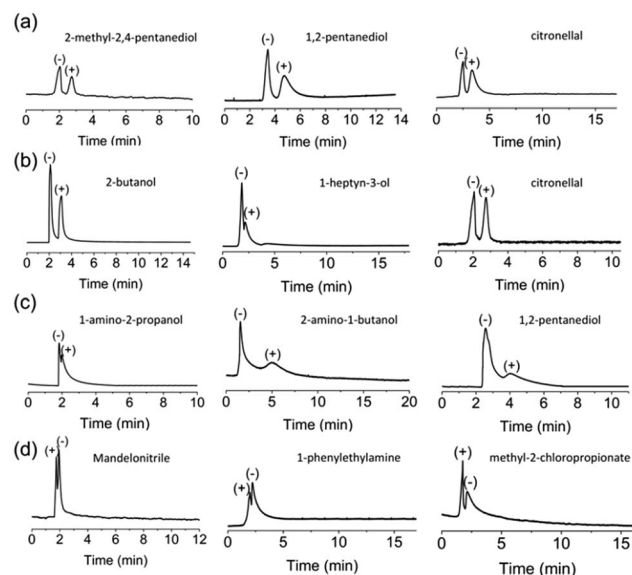 (a)
2-methyl-2,4-pentanediol
1,2-pentanediol
citronellal
(-)
(+)
(-)
(+)
(-)
(+)
0 2 4 6 8 10
0 2 4 6 8 10 12 14
0 5 10 15
Time (min)
Time (min)
Time (min)
(b)
2-butanol
1-heptyn-3-ol
citronellal
(-)
(+)
(-)
(+)
(-)
(+)
0 2 4 6 8 10 12 14
0 5 10 15
0 2 4 6 8 10
Time (min)
Time (min)
Time (min)
(c)
1-amino-2-propanol
2-amino-1-butanol
1,2-pentanediol
(-)
(+)
(-)
(+)
(-)
(+)
0 2 4 6 8 10
0 5 10 15 20
0 2 4 6 8 10
Time (min)
Time (min)
Time (min)
(d)
Mandelonitrile
1-phenylethylamine
methyl-2-chloropropionate
(+)
(-)
(+)
(-)
(+)
(-)
0 2 4 6 8 10 12
0 5 10 15
0 5 10 15
Time (min)
Time (min)
Time (min)